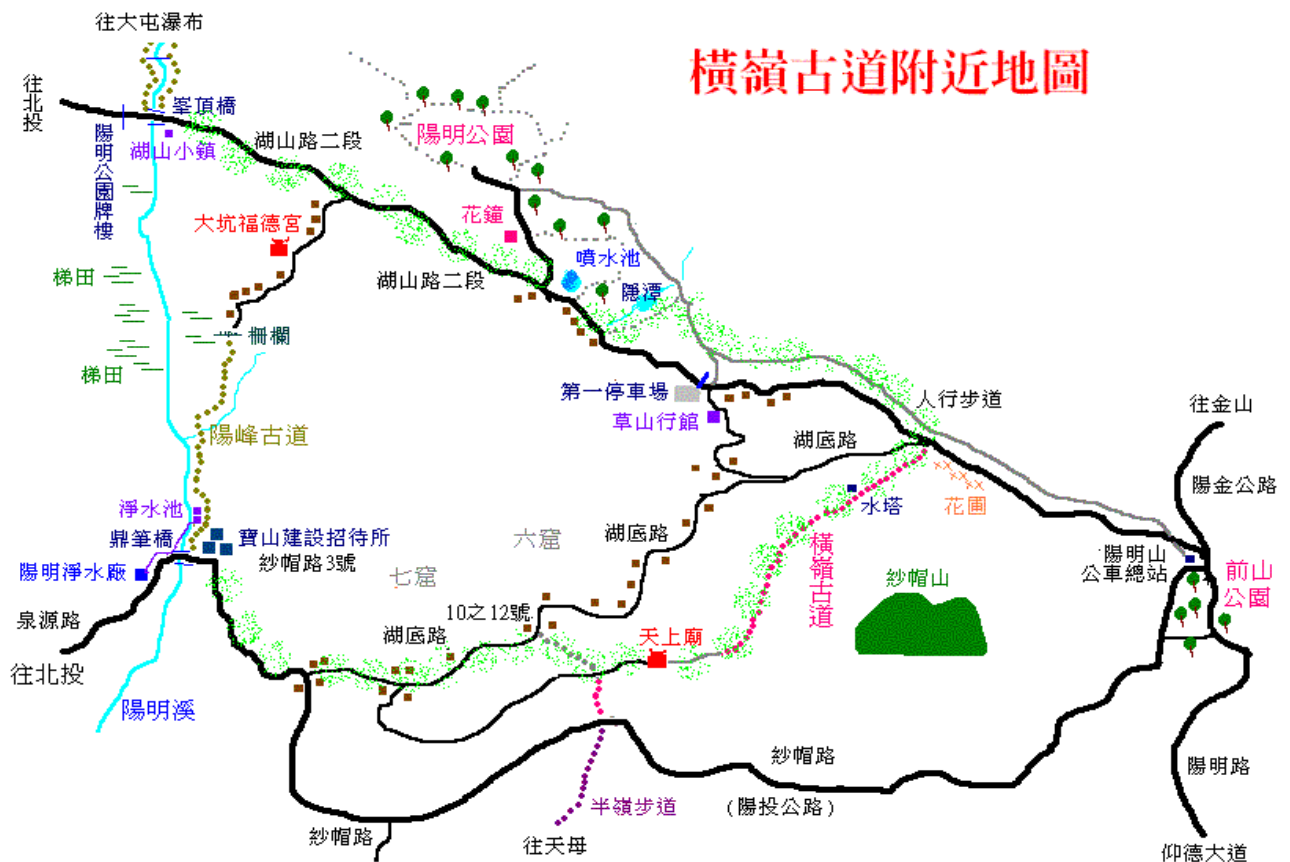 往大屯瀑布
橫嶺古道附近地圖
往北投
峯頂橋
湖山路二段
陽明公園
陽明公園牌樓
湖山小鎮
大坑福德宮
花鐘
噴水池
湖山路二段
隱潭
梯田
柵欄
梯田
第一停車場
人行步道
往金山
草山行館
陽峰古道
湖底路
陽金公路
水塔
花圃
淨水池
鼎筆橋
寶山建設招待所
紗帽路3號
六窟
湖底路
橫嶺古道
陽明山
公車總站
前山
公園
陽明淨水廠
七窟
紗帽山
泉源路
10之12號
湖底路
天上廟
往北投
陽明溪
紗帽路
陽明路
半嶺步道
(陽投公路)
紗帽路
往天母
仰德大道